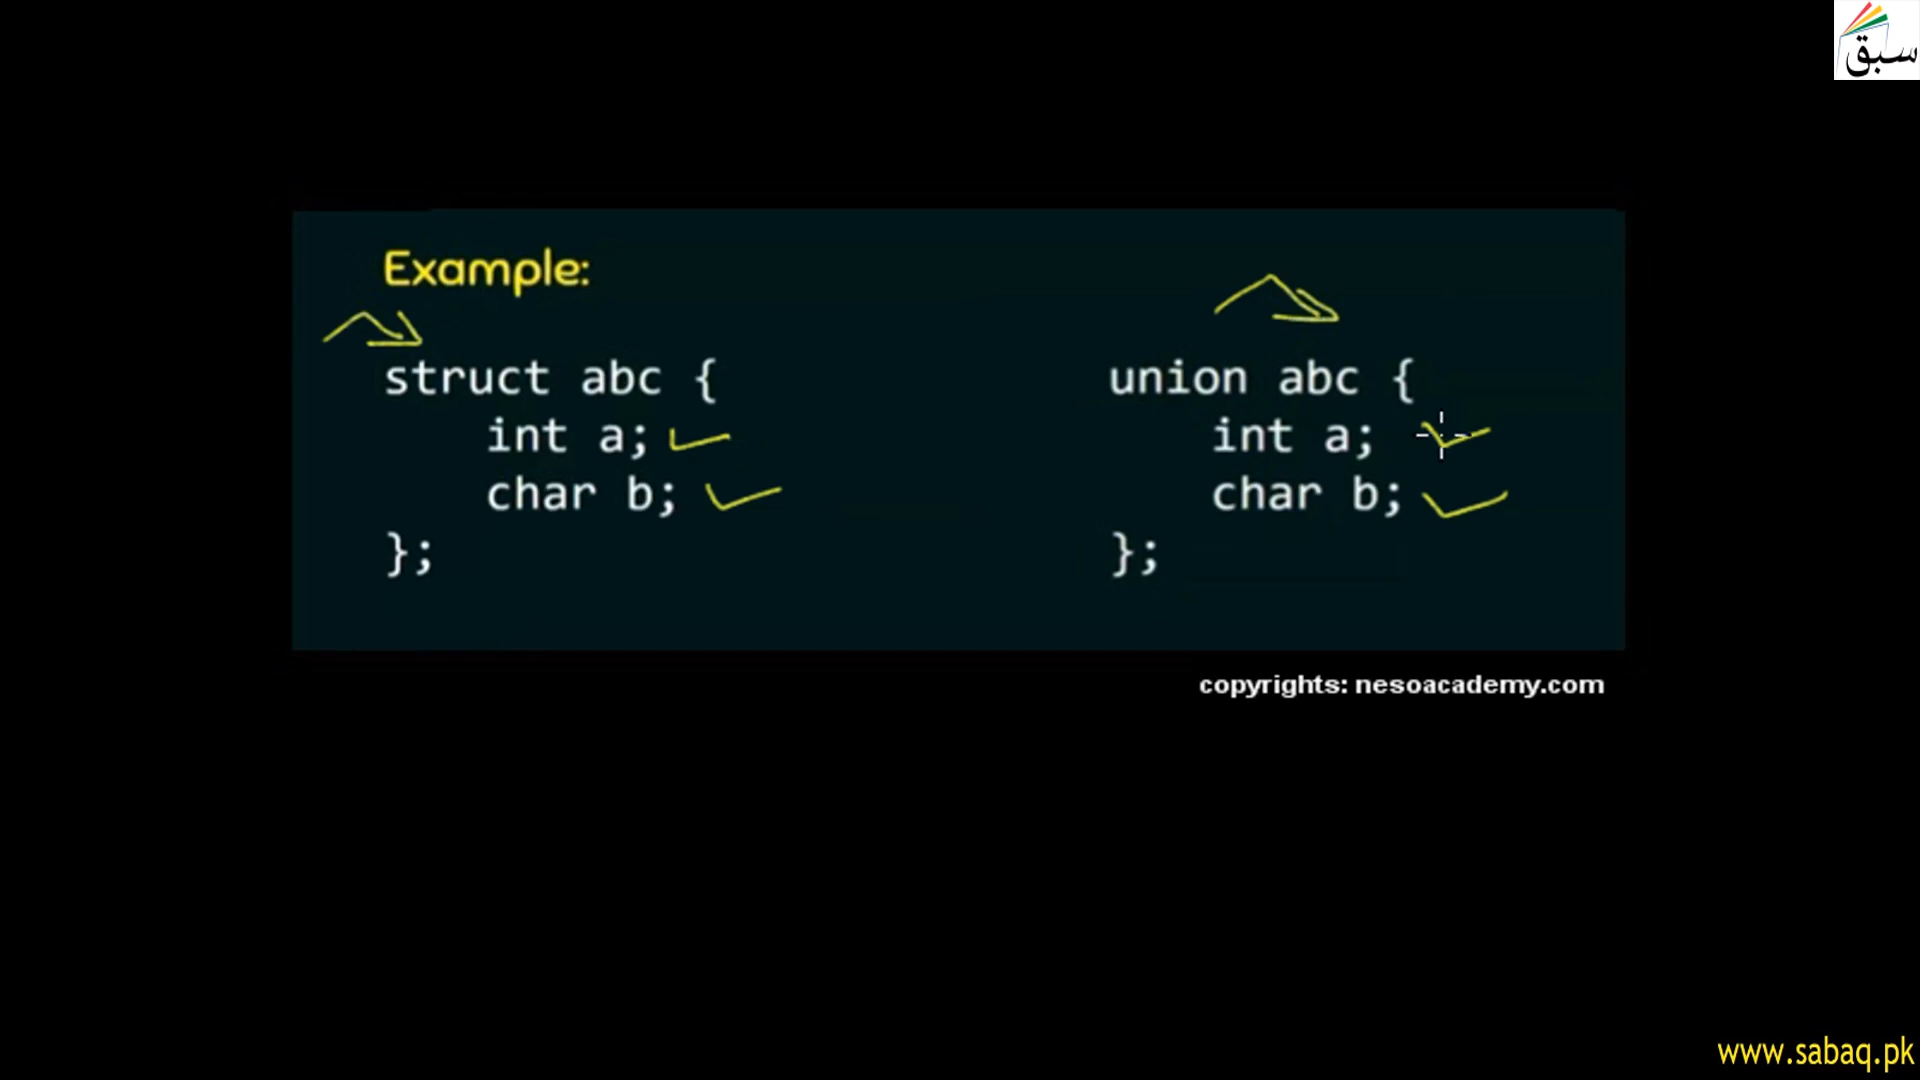 سبق
Example:
struct abc {
int a;
char b;
};
union abc {
int a;
char b;
};
copyrights: nesoacademy.com
www.sabaq.pk